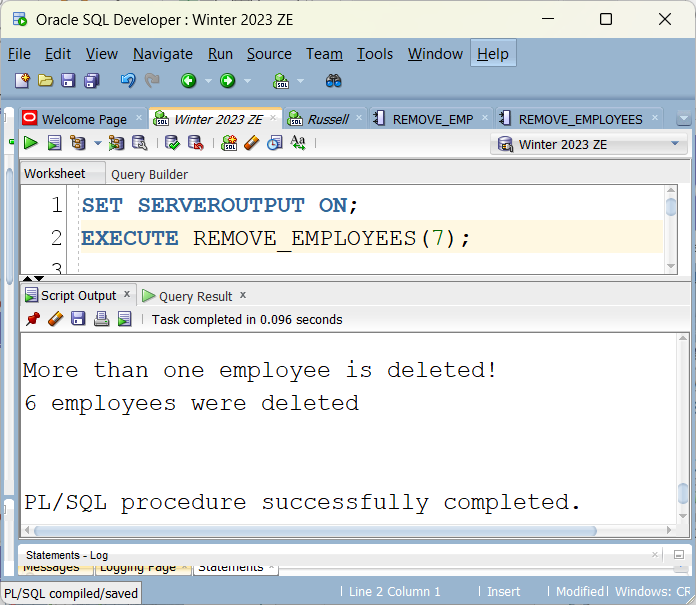 Oracle SQL Developer : Winter 2023 ZE
File Edit View Navigate Run Source Team Tools Window Help
Welcome Page Winter 2023 ZE Russell REMOVE_EMP REMOVE_EMPLOYEES
Winter 2023 ZE
Worksheet Query Builder
1 SET SERVEROUTPUT ON;
2 EXECUTE REMOVE_EMPLOYEES(7);
3
Script Output x Query Result x
Task completed in 0.096 seconds
More than one employee is deleted!
6 employees were deleted
PL/SQL procedure successfully completed.
Statements - Log
Messages Logging Page Statements
PL/SQL compiled/saved Line 2 Column 1 Insert Modified Windows: CR